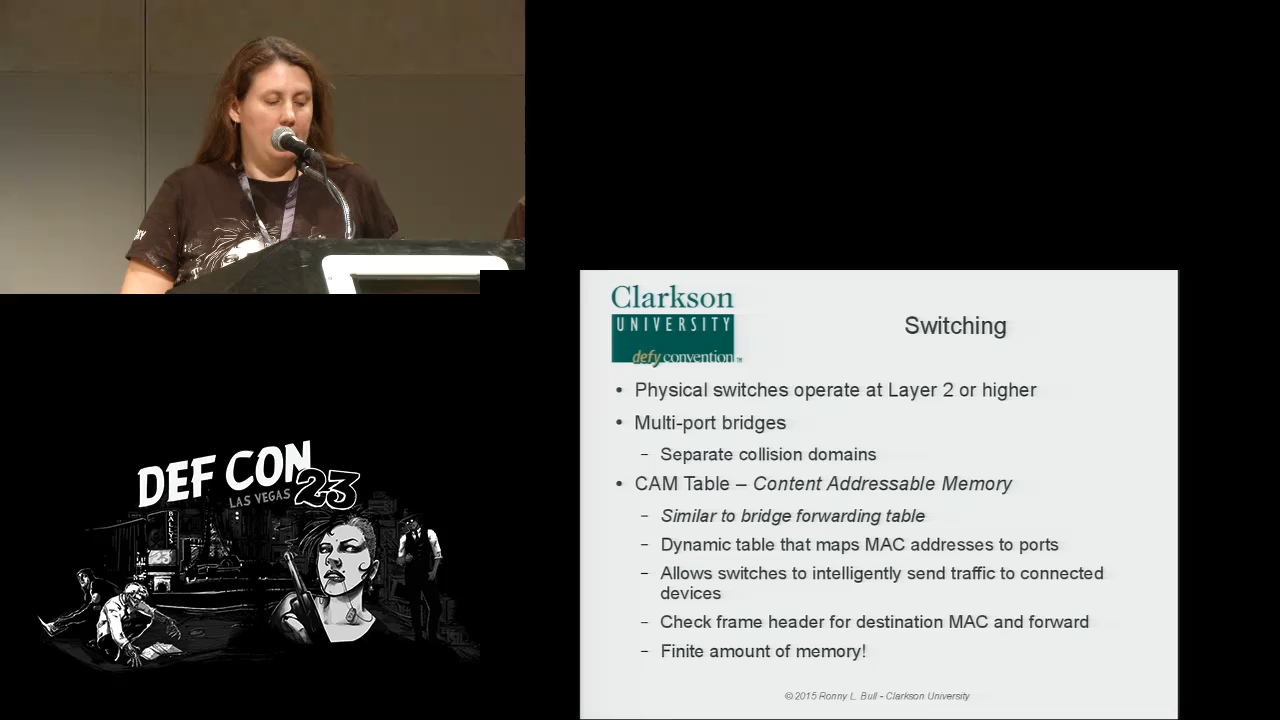 Clarkson
UNIVERSITY
defy convention™
Switching
• Physical switches operate at Layer 2 or higher
• Multi-port bridges
– Separate collision domains
• CAM Table – Content Addressable Memory
– Similar to bridge forwarding table
– Dynamic table that maps MAC addresses to ports
– Allows switches to intelligently send traffic to connected
devices
– Check frame header for destination MAC and forward
– Finite amount of memory!
© 2015 Ronny L. Bull - Clarkson University
DEF CON
LAS VEGAS 23
BALLYS